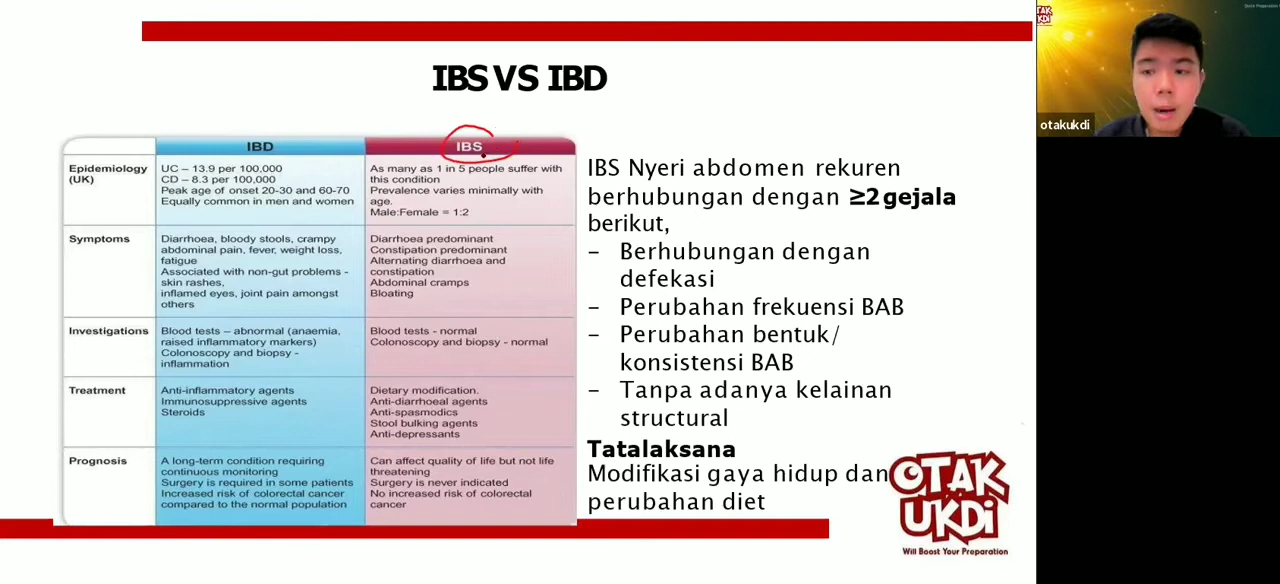 IBS VS IBD
IBD
IBS
Epidemiology
(UK)
UC – 13.9 per 100,000
CD – 8.3 per 100,000
Peak age of onset 20-30 and 60-70
Equally common in men and women
As many as 1 in 5 people suffer with
this condition
Prevalence varies minimally with
age.
Male:Female = 1:2
Symptoms
Diarrhoea, bloody stools, crampy
abdominal pain, fever, weight loss,
fatigue
Associated with non-gut problems -
skin rashes,
inflamed eyes, joint pain amongst
others
Diarrhoea predominant
Constipation predominant
Alternating diarrhoea and
constipation
Abdominal cramps
Bloating
Investigations
Blood tests – abnormal (anaemia,
raised inflammatory markers)
Colonoscopy and biopsy -
inflammation
Blood tests - normal
Colonoscopy and biopsy - normal
Treatment
Anti-inflammatory agents
Immunosuppressive agents
Steroids
Dietary modification.
Anti-diarrhoeal agents
Anti-spasmodics
Stool bulking agents
Anti-depressants
Prognosis
A long-term condition requiring
continuous monitoring
Surgery is required in some patients
Increased risk of colorectal cancer
compared to the normal population
Can affect quality of life but not life
threatening
Surgery is never indicated
No increased risk of colorectal
cancer
IBS Nyeri abdomen rekuren
berhubungan dengan ≥2 gejala
berikut,
– Berhubungan dengan
defekasi
– Perubahan frekuensi BAB
– Perubahan bentuk/
konsistensi BAB
– Tanpa adanya kelainan
structural
Tatalaksana
Modifikasi gaya hidup dan
perubahan diet
OTAK
UKDi
Will Boost Your Preparation
OTAK
UKDi
otakukdi